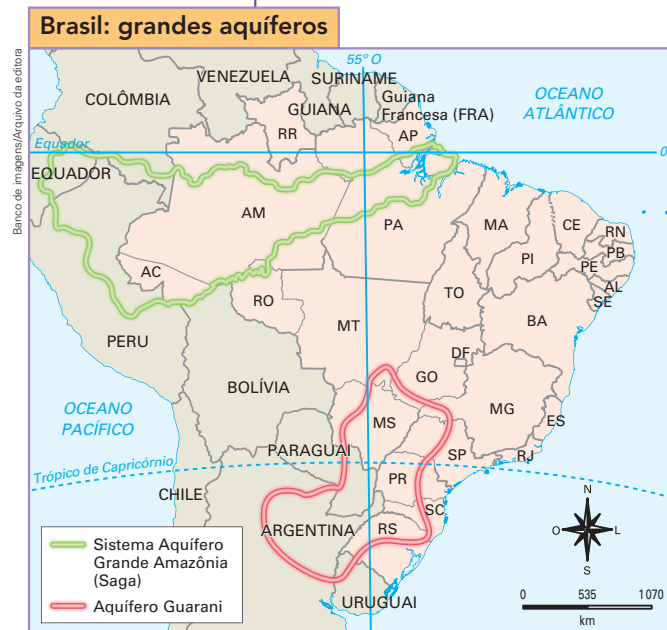 Brasil: grandes aquíferos
Banco de imagens/Arquivo da editora
55º O
VENEZUELA
SURINAME
COLÔMBIA
GUIANA
Guiana
Francesa (FRA)
OCEANO
ATLÂNTICO
RR
AP
Equador
0
EQUADOR
AM
PA
MA
CE
RN
PB
PI
PE
AC
AL
SE
RO
TO
PERU
MT
BA
DF
GO
BOLÍVIA
MG
OCEANO
PACÍFICO
MS
ES
PARAGUAI
SP
RJ
Trópico de Capricórnio
PR
CHILE
SC
ARGENTINA
RS
URUGUAI
N
O
L
S
Sistema Aquífero
Grande Amazônia
(Saga)
Aquífero Guarani
0 535 1 070
km